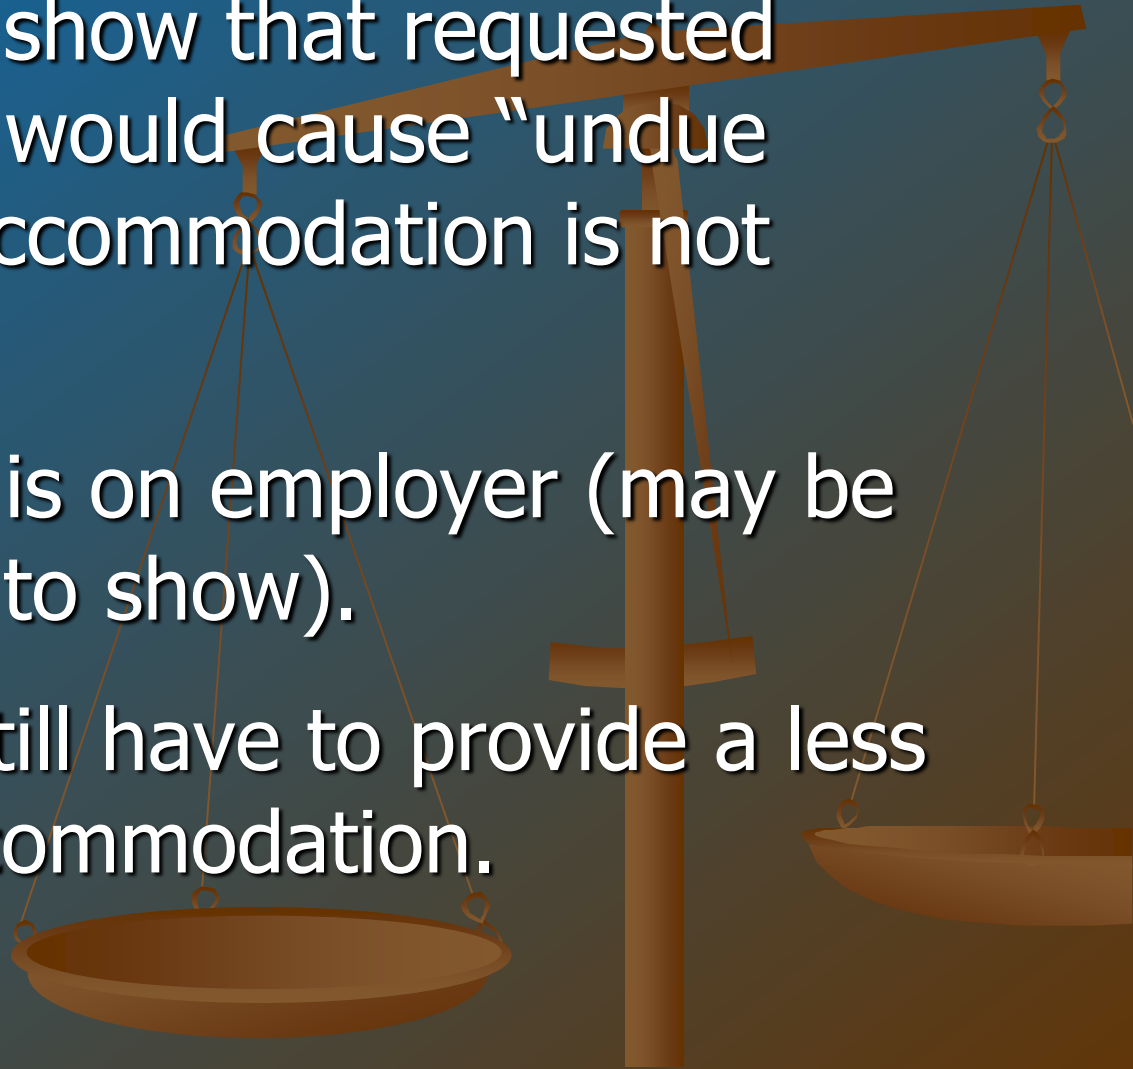 show that requested
would cause “undue
ccommodation is not
is on employer (may be
to show).
till have to provide a less
ommodation.